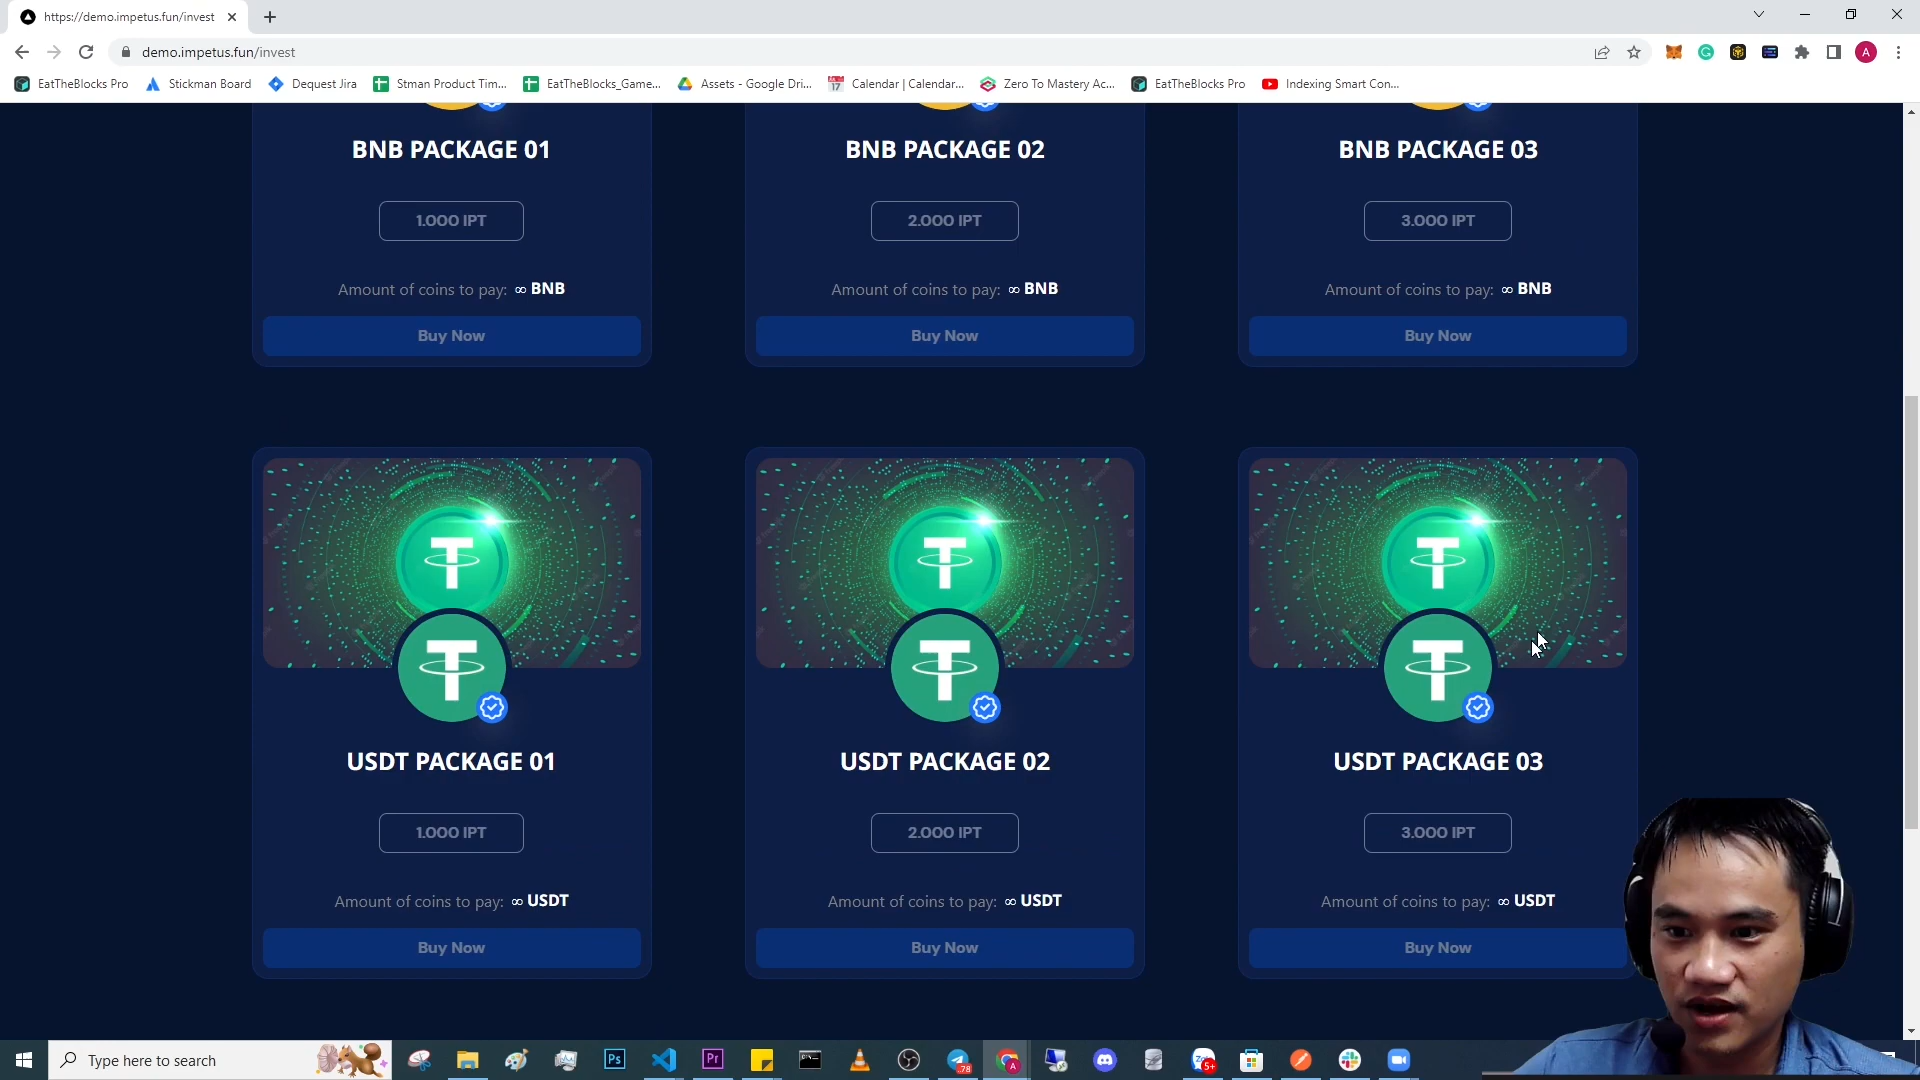 https://demo.impetus.fun/invest
demo.impetus.fun/invest
EatTheBlocks Pro
Stickman Board
Dequest Jira
Stman Product Tim...
EatTheBlocks_Game...
Assets - Google Dri...
Calendar | Calendar...
Zero To Mastery Ac...
EatTheBlocks Pro
Indexing Smart Con...
BNB PACKAGE 01
BNB PACKAGE 02
BNB PACKAGE 03
1.000 IPT
2.000 IPT
3.000 IPT
Amount of coins to pay: ∞ BNB
Amount of coins to pay: ∞ BNB
Amount of coins to pay: ∞ BNB
Buy Now
Buy Now
Buy Now
USDT PACKAGE 01
USDT PACKAGE 02
USDT PACKAGE 03
1.000 IPT
2.000 IPT
3.000 IPT
Amount of coins to pay: ∞ USDT
Amount of coins to pay: ∞ USDT
Amount of coins to pay: ∞ USDT
Buy Now
Buy Now
Buy Now
Type here to search